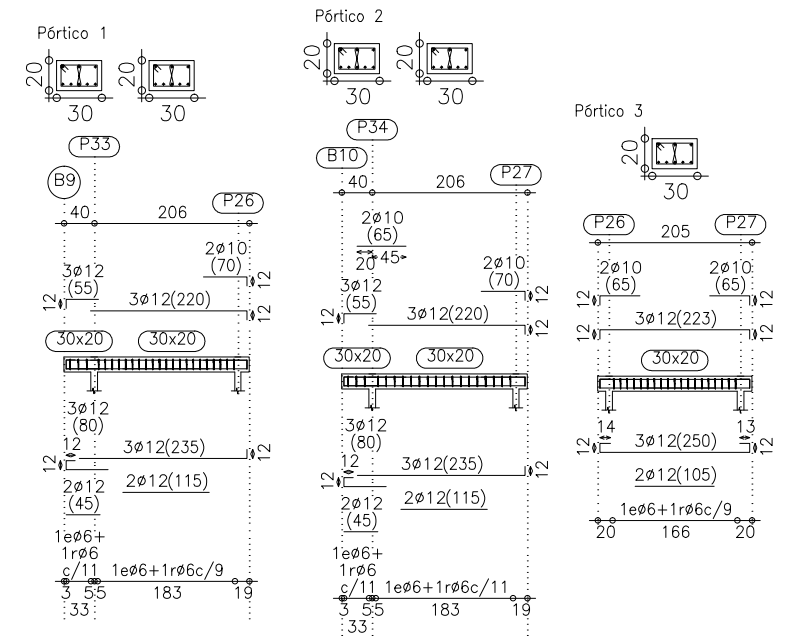 Pórtico 1
20
30
20
30
P33
B9
P26
40
206
2ø10
(70)
12
3ø12
(55)
12
3ø12(220)
12
30x20
30x20
3ø12
(80)
12
12
3ø12(235)
12
2ø12
(45)
2ø12(115)
1eø6+
1rø6
c/11
1eø6+1rø6c/9
3
5
5
183
19
33
Pórtico 2
20
30
20
30
P34
B10
P27
40
206
2ø10
(65)
20
45
2ø10
(70)
12
3ø12
(55)
12
3ø12(220)
12
30x20
30x20
3ø12
(80)
12
12
3ø12(235)
12
2ø12
(45)
2ø12(115)
1eø6+
1rø6
c/11
1eø6+1rø6c/11
3
5
5
183
19
33
Pórtico 3
20
30
P26
P27
205
2ø10
(65)
12
2ø10
(65)
12
12
3ø12(223)
12
30x20
14
13
12
3ø12(250)
12
2ø12(105)
1eø6+1rø6c/9
20
166
20